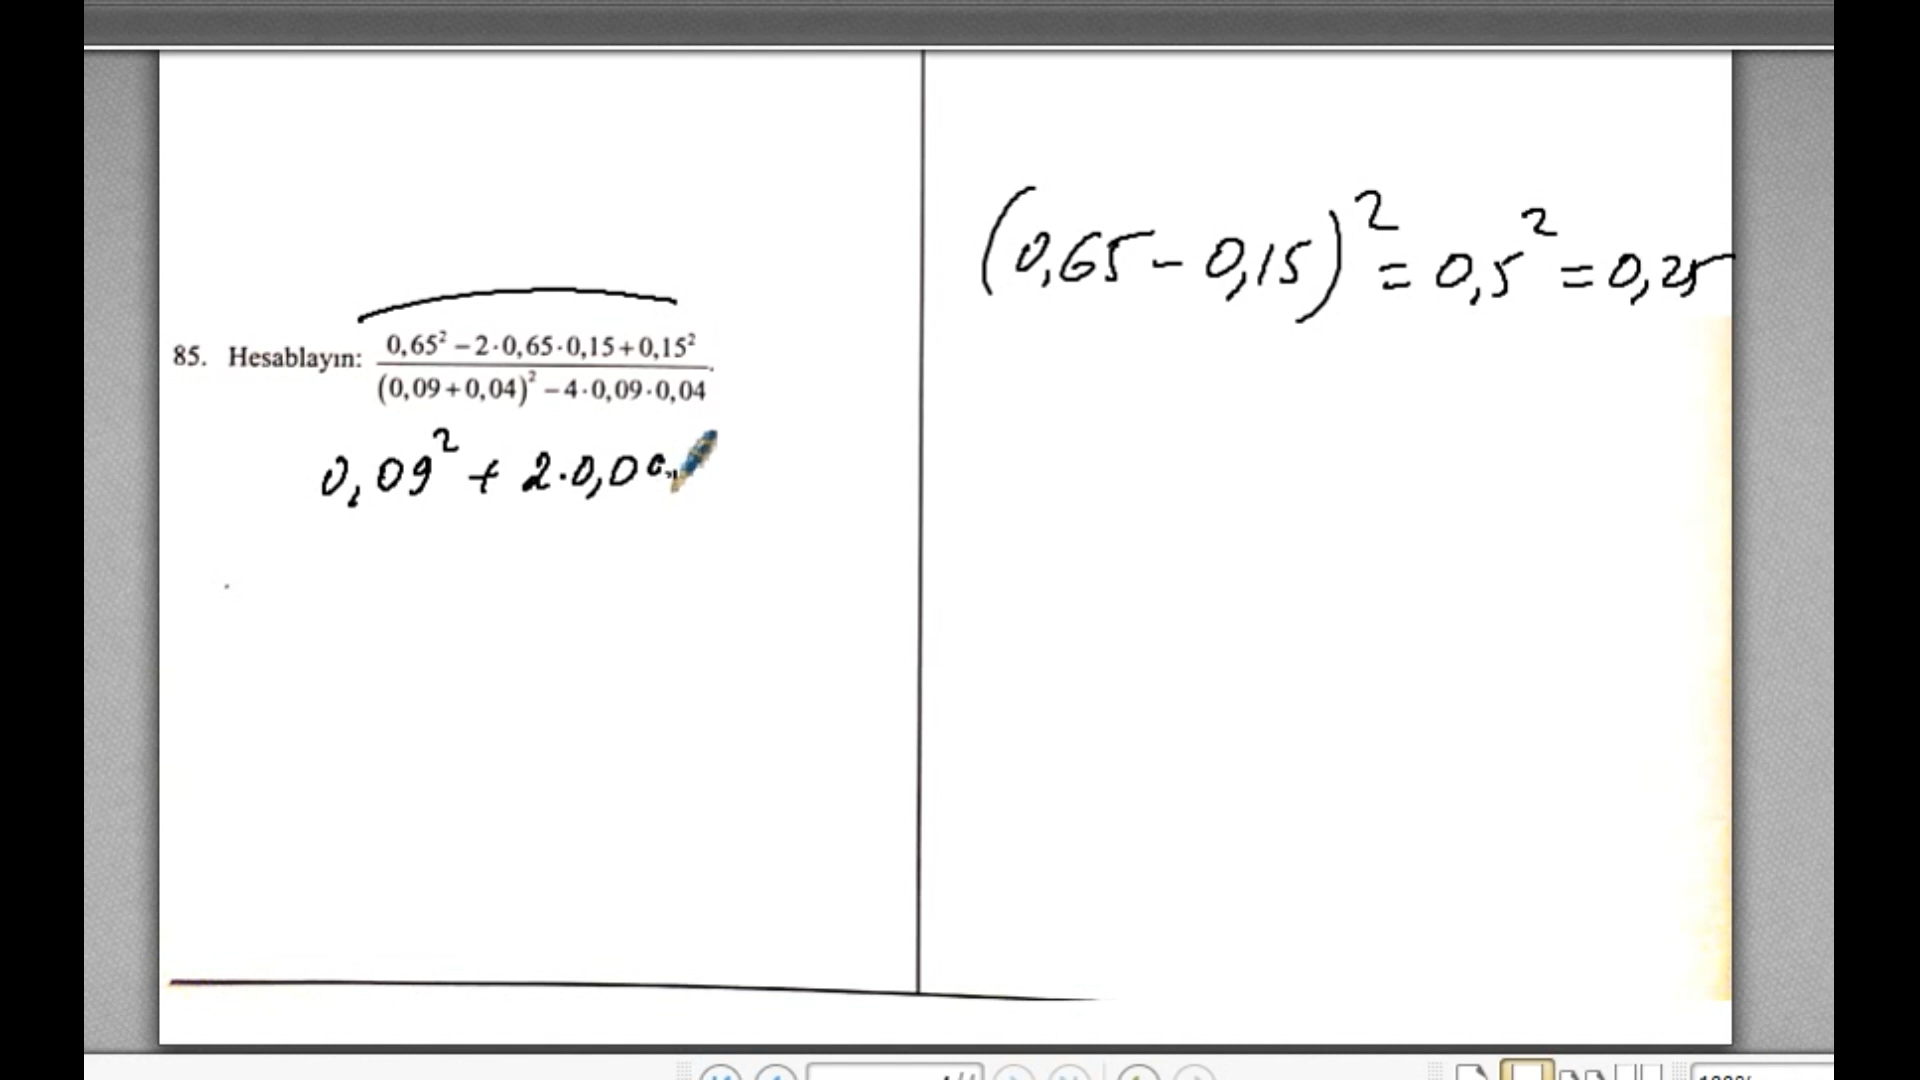 85. Hesablayın: \frac{0,65² − 2·0,65·0,15 + 0,15²}{(0,09 + 0,04)² − 4·0,09·0,04}.
0,09² + 2·0,0
(0,65 − 0,15)² = 0,5² = 0,25